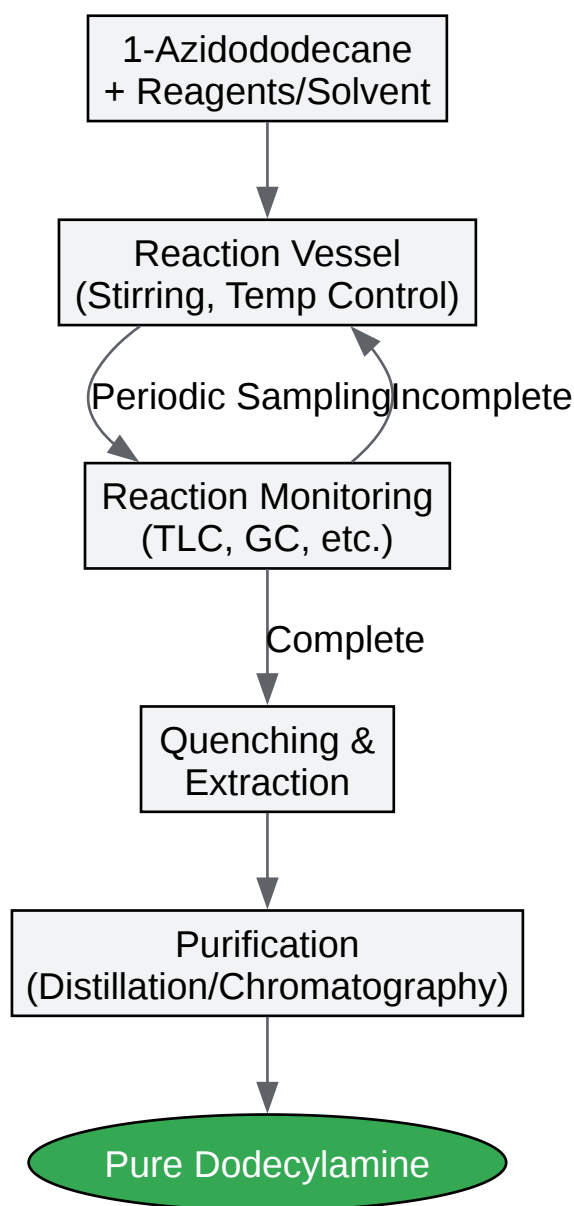 1-Azidododecane
+ Reagents/Solvent
Reaction Vessel
(Stirring, Temp Control)
Periodic Sampling
Incomplete
Reaction Monitoring
(TLC, GC, etc.)
Complete
Quenching &
Extraction
Purification
(Distillation/Chromatography)
Pure Dodecylamine